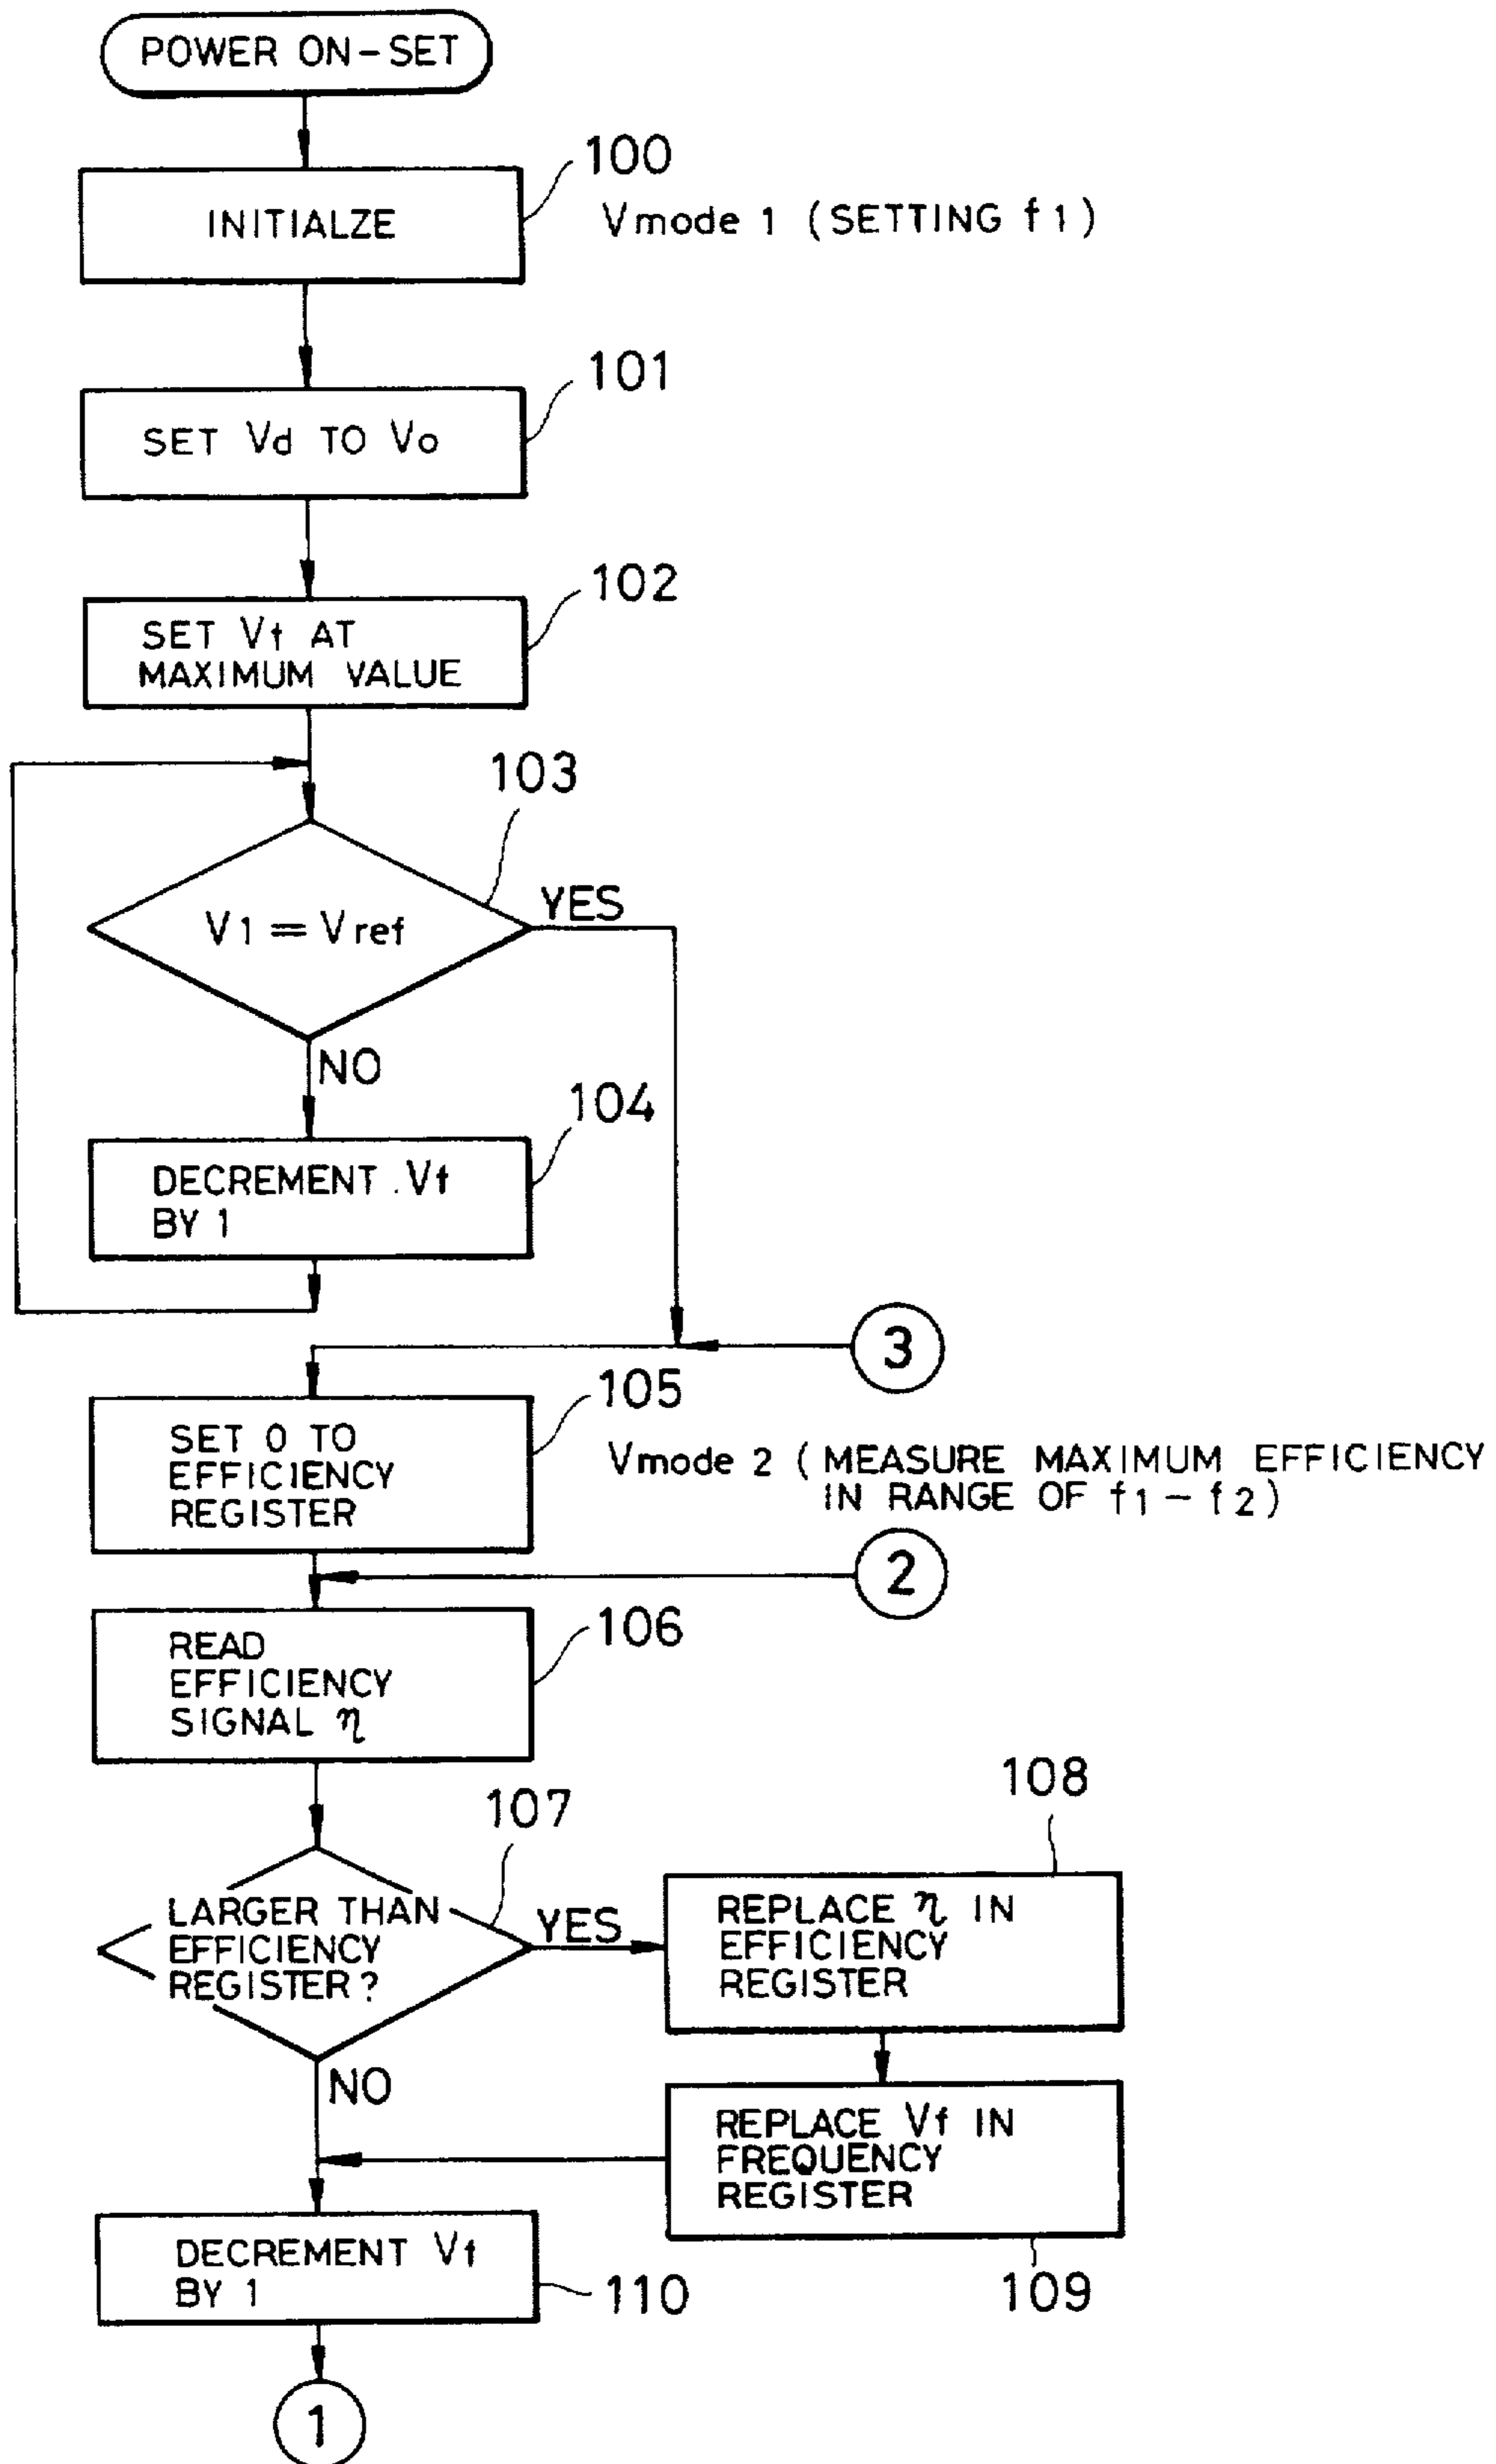 POWER ON-SET
100
INITIALZE
Vmode 1 (SETTING f1)
101
SET Vd TO Vo
102
SET Vf AT
MAXIMUM VALUE
103
V1 = Vref
YES
NO
104
DECREMENT Vf
BY 1
3
105
SET 0 TO
EFFICIENCY
REGISTER
Vmode 2 (MEASURE MAXIMUM EFFICIENCY
IN RANGE OF f1-f2)
2
106
READ
EFFICIENCY
SIGNAL η
107
108
LARGER THAN
EFFICIENCY
REGISTER?
YES
REPLACE η IN
EFFICIENCY
REGISTER
NO
REPLACE Vf IN
FREQUENCY
REGISTER
109
DECREMENT Vf
BY 1
110
1